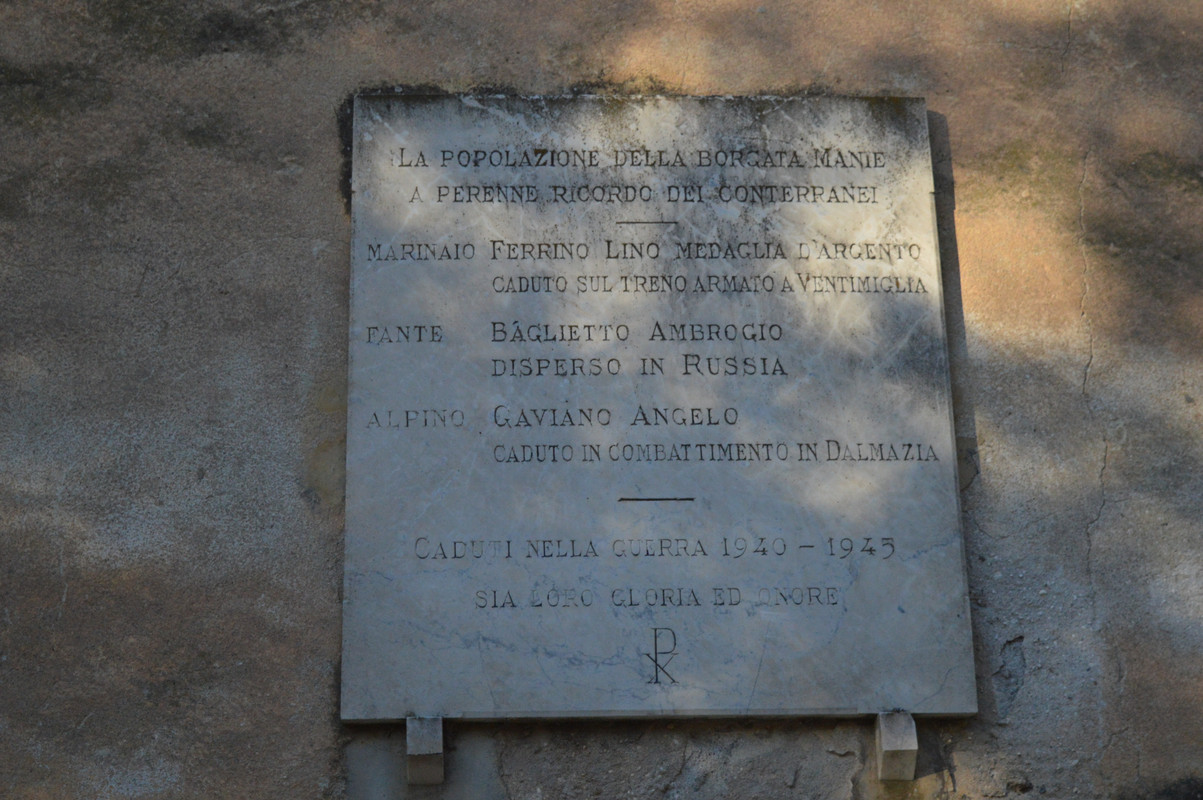 La popolazione della borgata Manie
a perenne ricordo dei conterranei
marinaio Ferrino Lino medaglia d'argento
caduto sul treno armato a Ventimiglia
fante Baglietto Ambrogio
disperso in Russia
alpino Gaviano Angelo
caduto in combattimento in Dalmazia
Caduti nella guerra 1940 – 1945
sia loro gloria ed onore